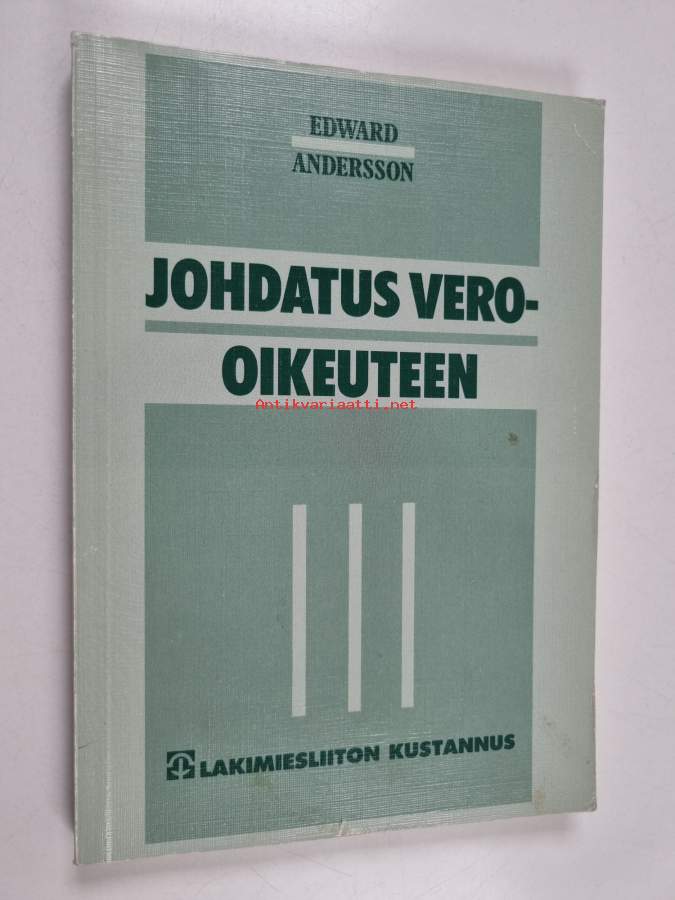 EDWARD
ANDERSSON
JOHDATUS VERO-
OIKEUTEEN
Antikvariaatti.net
LAKIMIESLIITON KUSTANNUS